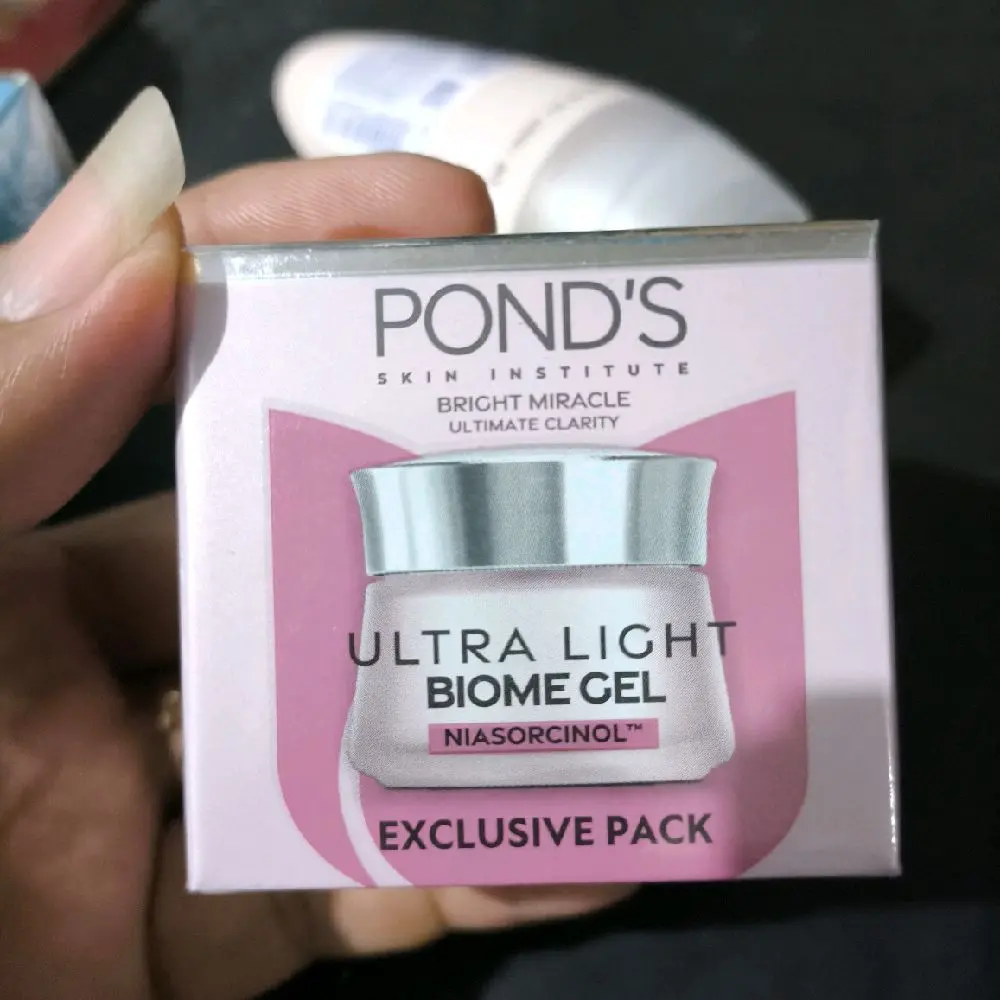 POND'S
SKIN INSTITUTE
BRIGHT MIRACLE
ULTIMATE CLARITY
ULTRA LIGHT
BIOME GEL
NIASORCINOL™
EXCLUSIVE PACK